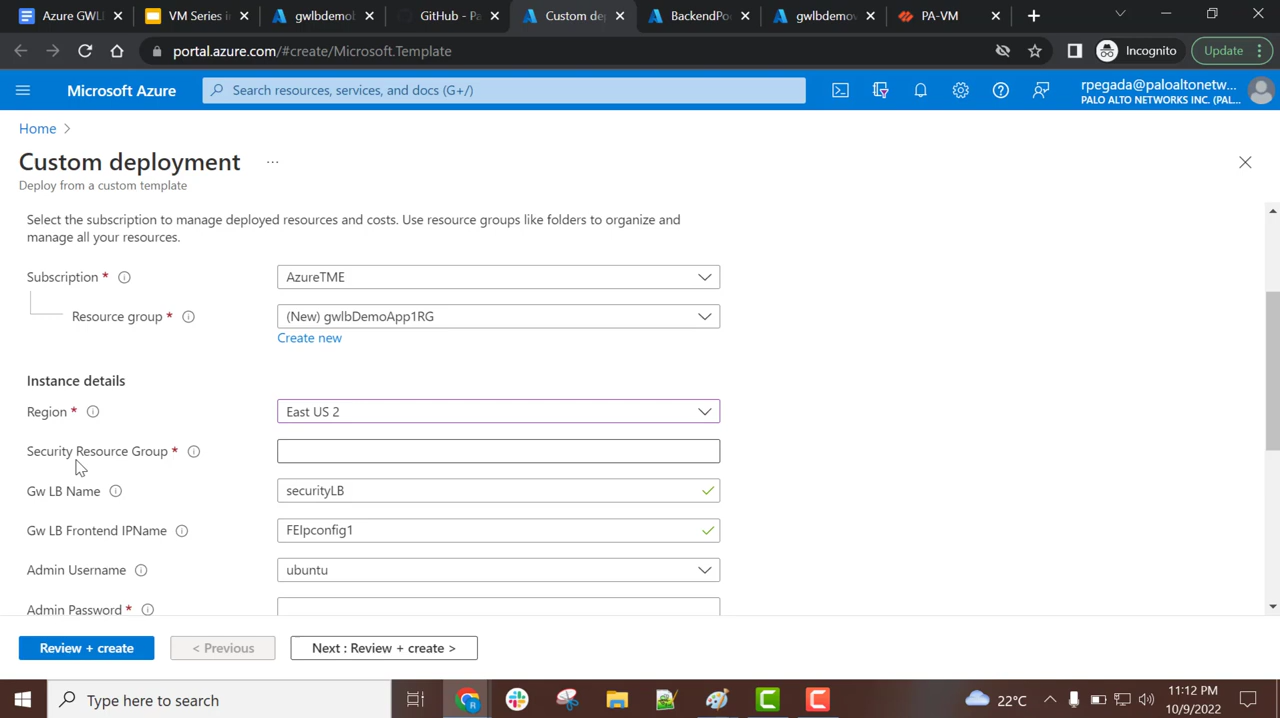 Azure GWL
VM Series i
gwlbdemo
GitHub - Pa
Custom de
BackendPo
gwlbdemov
PA-VM
portal.azure.com/#create/Microsoft.Template
Incognito
Update
Microsoft Azure
Search resources, services, and docs (G+/)
rpegada@paloaltonetw...
PALO ALTO NETWORKS INC. (PAL...
Home
Custom deployment
...
Deploy from a custom template
Select the subscription to manage deployed resources and costs. Use resource groups like folders to organize and
manage all your resources.
Subscription *
AzureTME
Resource group *
(New) gwlbDemoApp1RG
Create new
Instance details
Region *
East US 2
Security Resource Group *
Gw LB Name
securityLB
Gw LB Frontend IPName
FEIpconfig1
Admin Username
ubuntu
Admin Password *
Review + create
< Previous
Next : Review + create >
Type here to search
22°C
11:12 PM
10/9/2022